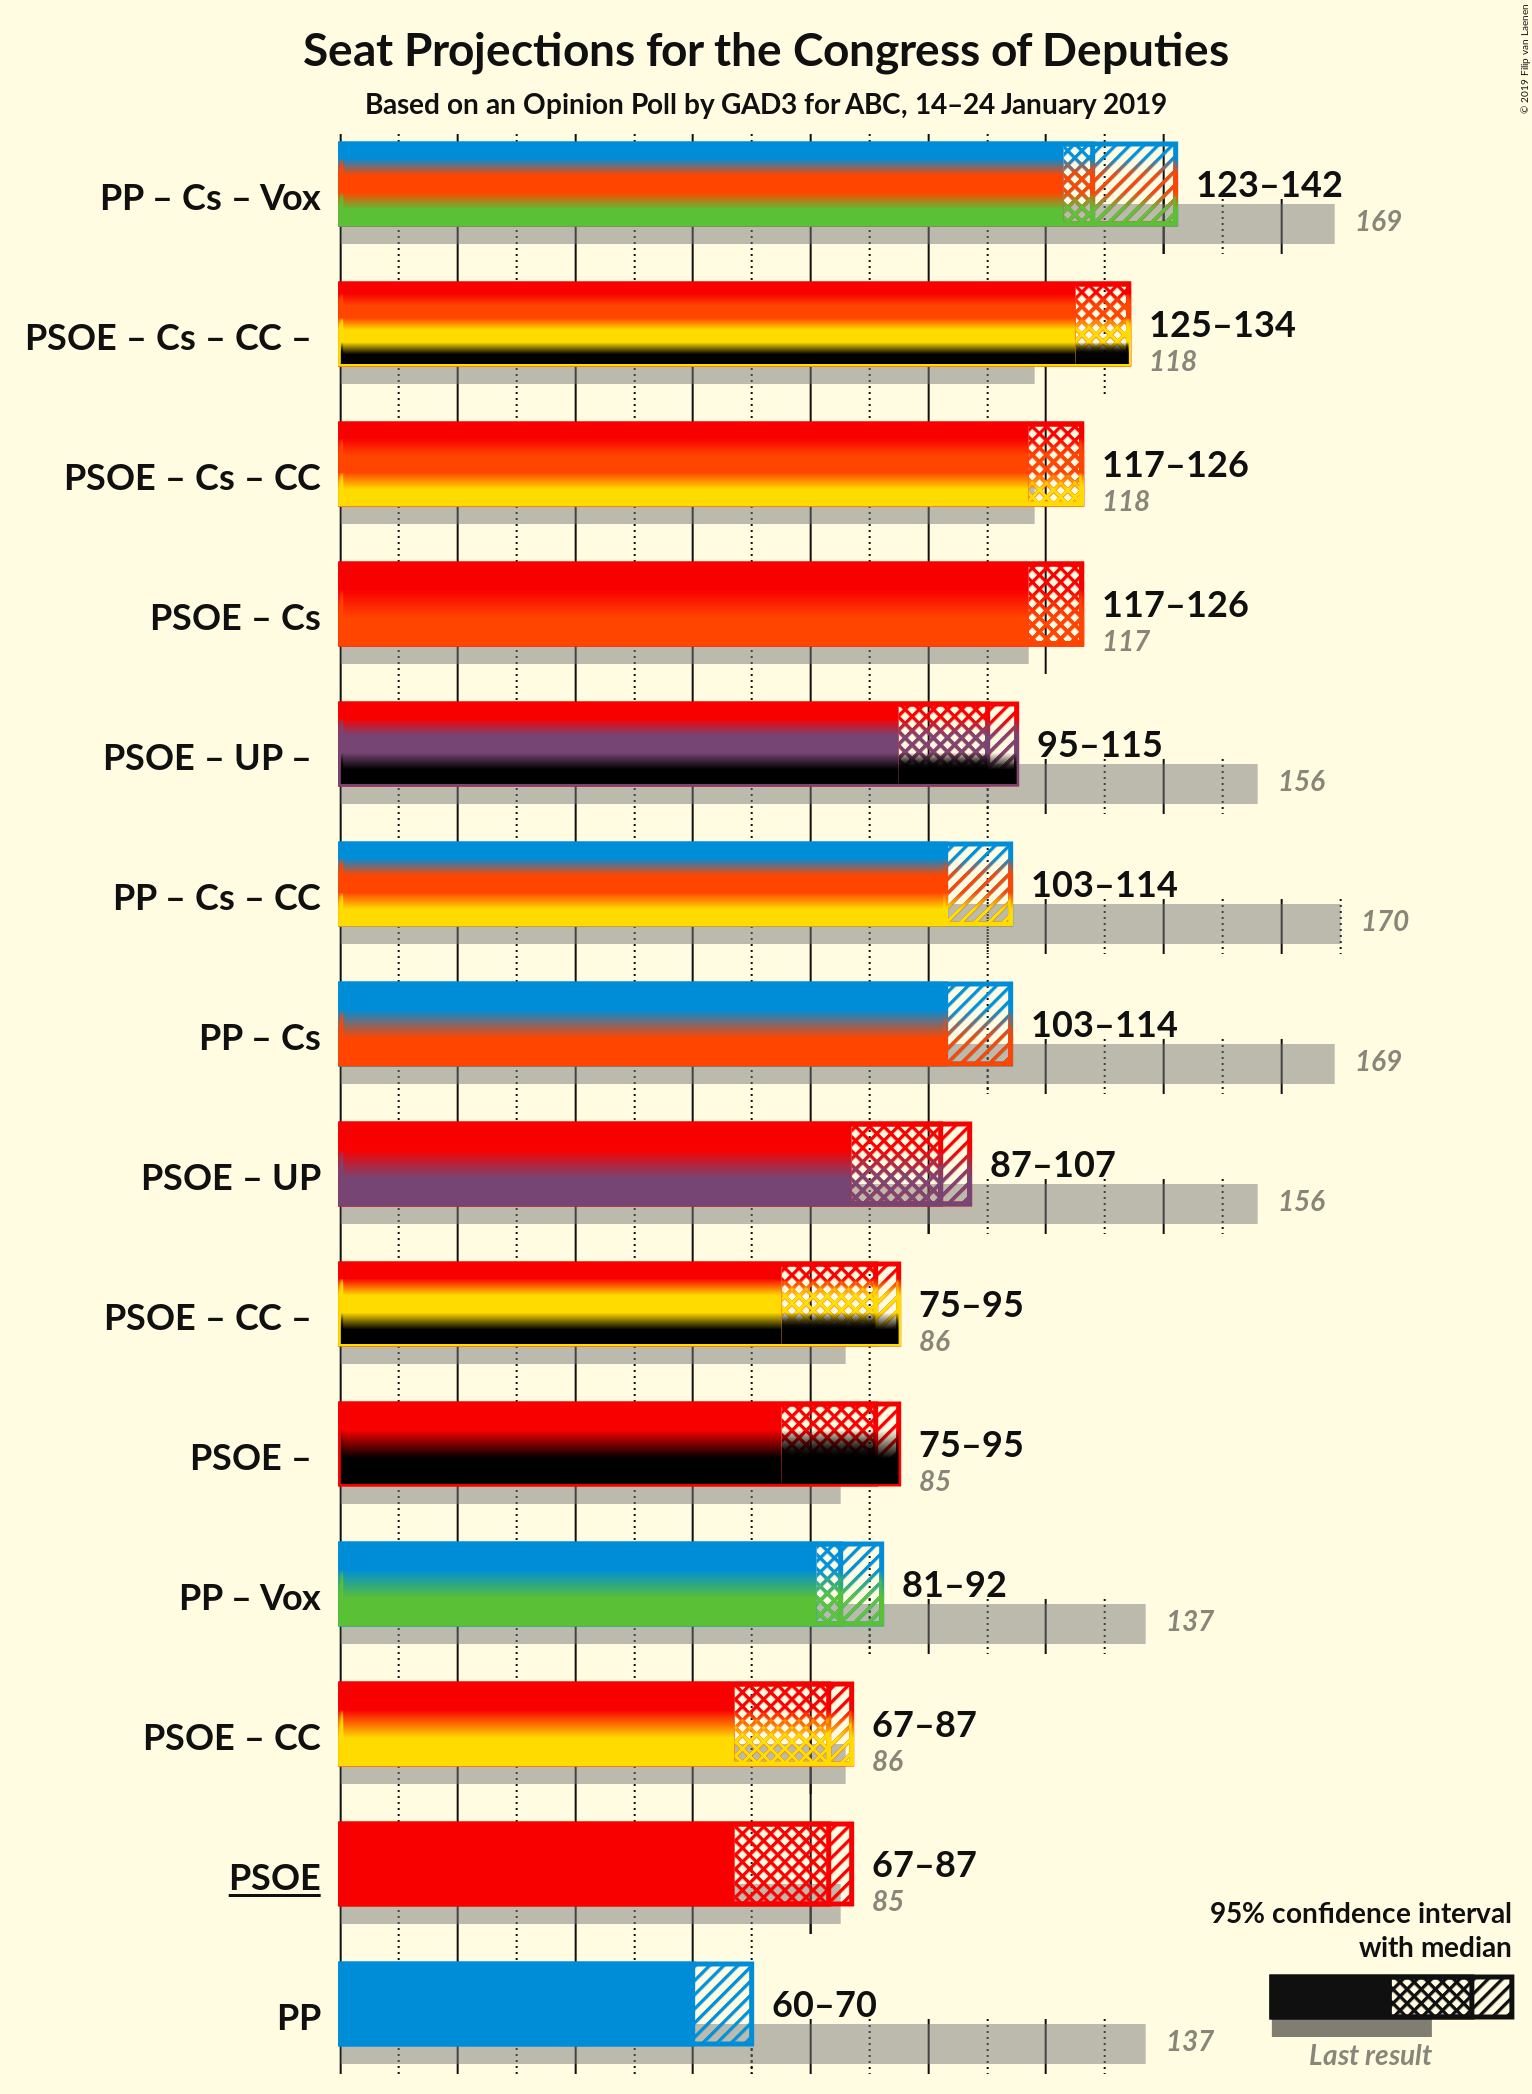 Seat Projections for the Congress of Deputies
Based on an Opinion Poll by GAD3 for ABC, 14–24 January 2019
© 2019 Filip van Laenen
PP – Cs – Vox
123–142
169
PSOE – Cs – CC –
125–134
118
PSOE – Cs – CC
117–126
118
PSOE – Cs
117–126
117
PSOE – UP –
95–115
156
PP – Cs – CC
103–114
170
PP – Cs
103–114
169
PSOE – UP
87–107
156
PSOE – CC –
75–95
86
PSOE –
75–95
85
PP – Vox
81–92
137
PSOE – CC
67–87
86
PSOE
67–87
85
PP
60–70
137
95% confidence interval
with median
Last result